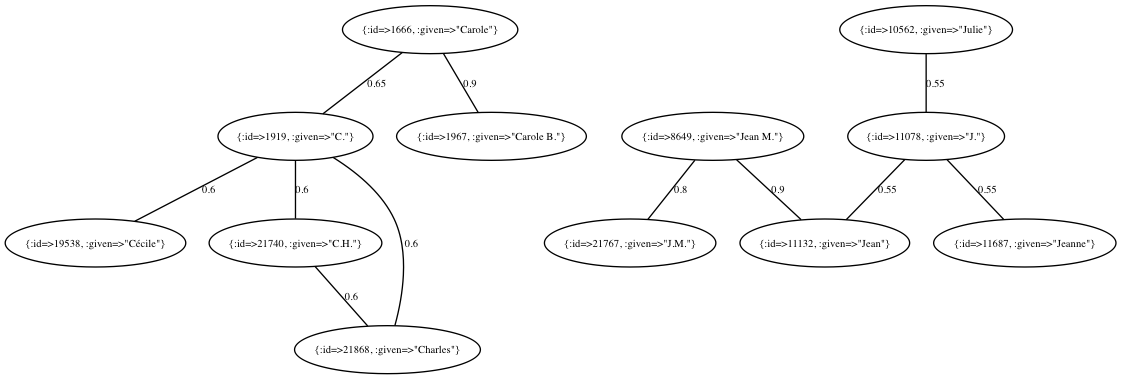 {:id=>1666, :given=>"Carole"}
{:id=>10562, :given=>"Julie"}
0.65
0.9
0.55
{:id=>1919, :given=>"C."}
{:id=>1967, :given=>"Carole B."}
{:id=>8649, :given=>"Jean M."}
{:id=>11078, :given=>"J."}
0.6
0.6
0.8
0.9
0.55
0.55
{:id=>19538, :given=>"Cécile"}
{:id=>21740, :given=>"C.H."}
0.6
{:id=>21767, :given=>"J.M."}
{:id=>11132, :given=>"Jean"}
{:id=>11687, :given=>"Jeanne"}
0.6
{:id=>21868, :given=>"Charles"}